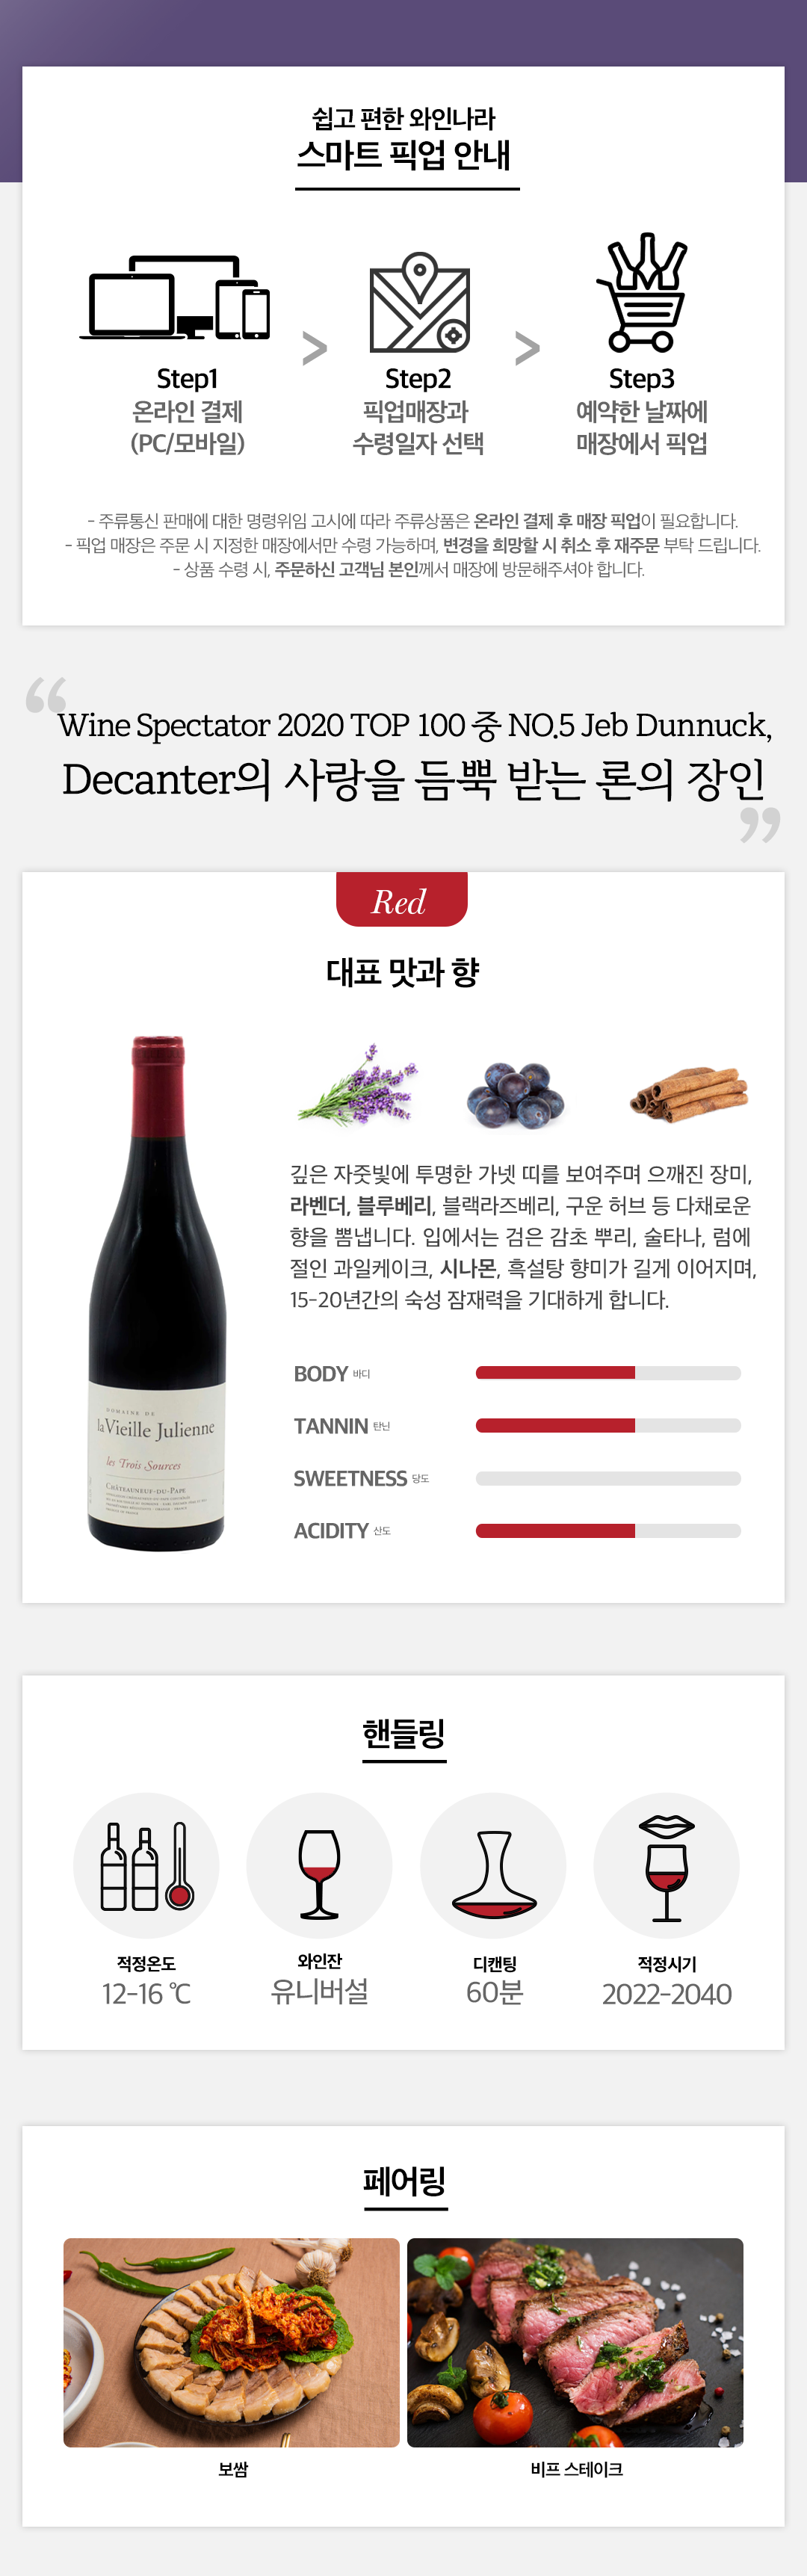 쉽고 편한 와인나라
스마트 픽업 안내
>
>
Step1
온라인 결제
(PC/모바일)
Step2
픽업매장과
수령일자 선택
Step3
예약한 날짜에
매장에서 픽업
- 주류통신 판매에 대한 명령위임 고시에 따라 주류상품은 온라인 결제 후 매장 픽업이 필요합니다.
- 픽업 매장은 주문 시 지정한 매장에서만 수령 가능하며, 변경을 희망할 시 취소 후 재주문 부탁 드립니다.
- 상품 수령 시, 주문하신 고객님 본인께서 매장에 방문해주셔야 합니다.
“Wine Spectator 2020 TOP 100 중 NO.5 Jeb Dunnuck,
Decanter의 사랑을 듬뿍 받는 론의 장인”
Red
대표 맛과 향
깊은 자줏빛에 투명한 가넷 띠를 보여주며 으깨진 장미,
라벤더, 블루베리, 블랙라즈베리, 구운 허브 등 다채로운
향을 뽐냅니다. 입에서는 검은 감초 뿌리, 술타나, 럼에
절인 과일케이크, 시나몬, 흑설탕 향미가 길게 이어지며,
15-20년간의 숙성 잠재력을 기대하게 합니다.
DOMAINE DE
la Vieille Julienne
les Trois Sources
CHÂTEAUNEUF-DU-PAPE
BODY 바디
TANNIN 탄닌
SWEETNESS 당도
ACIDITY 산도
핸들링
적정온도
12-16 ℃
와인잔
유니버설
디캔팅
60분
적정시기
2022-2040
페어링
보쌈
비프 스테이크